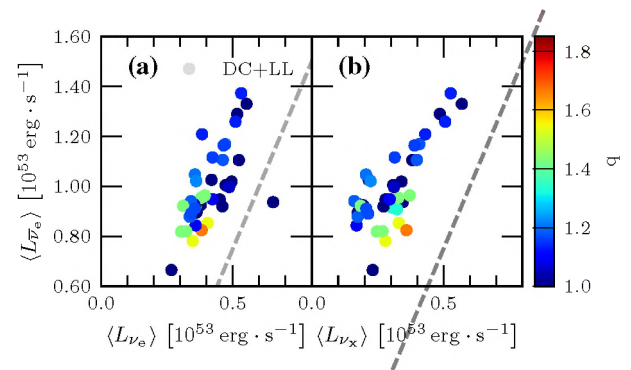 1.60
1.40
1.20
1.00
0.80
0.60
⟨L_ν̄e⟩ [10^53 erg · s^−1]
(a) DC+LL
(b)
0.0 0.5 0.0 0.5
⟨L_νe⟩ [10^53 erg · s^−1] ⟨L_νx⟩ [10^53 erg · s^−1]
1.8
1.6
1.4
1.2
1.0
q